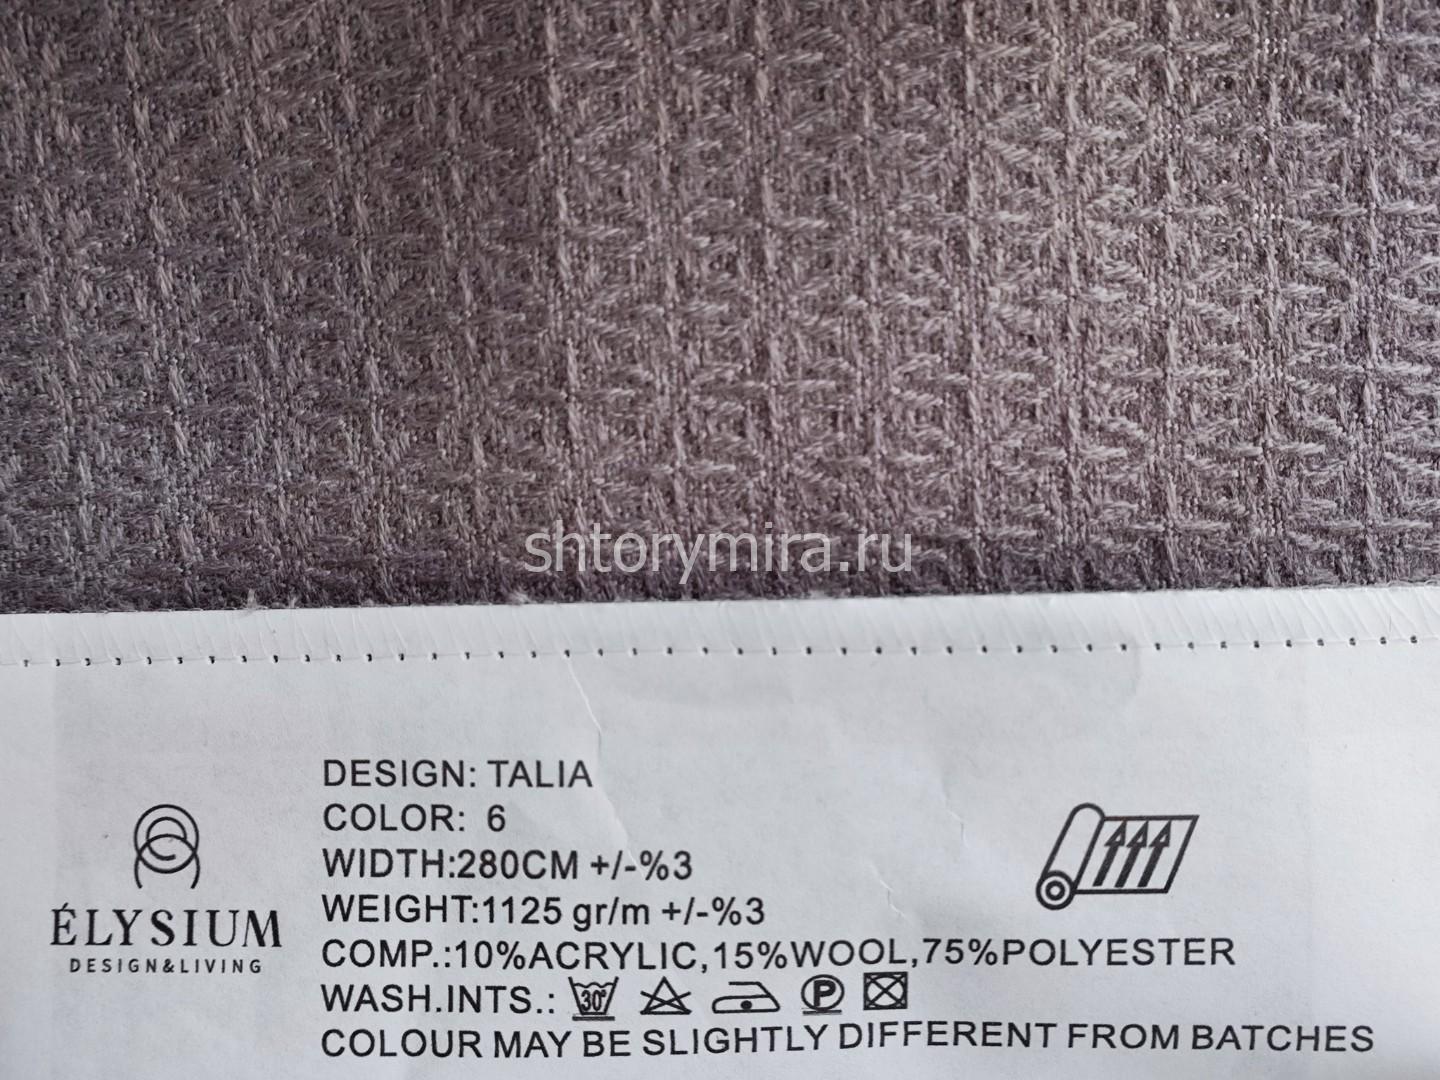 shtorymira.ru
DESIGN: TALIA
COLOR: 6
WIDTH:280CM +/-%3
WEIGHT:1125 gr/m +/-%3
COMP.:10%ACRYLIC,15%WOOL,75%POLYESTER
WASH.INTS.: 30° P
COLOUR MAY BE SLIGHTLY DIFFERENT FROM BATCHES
ÉLYSIUM
DESIGN&LIVING